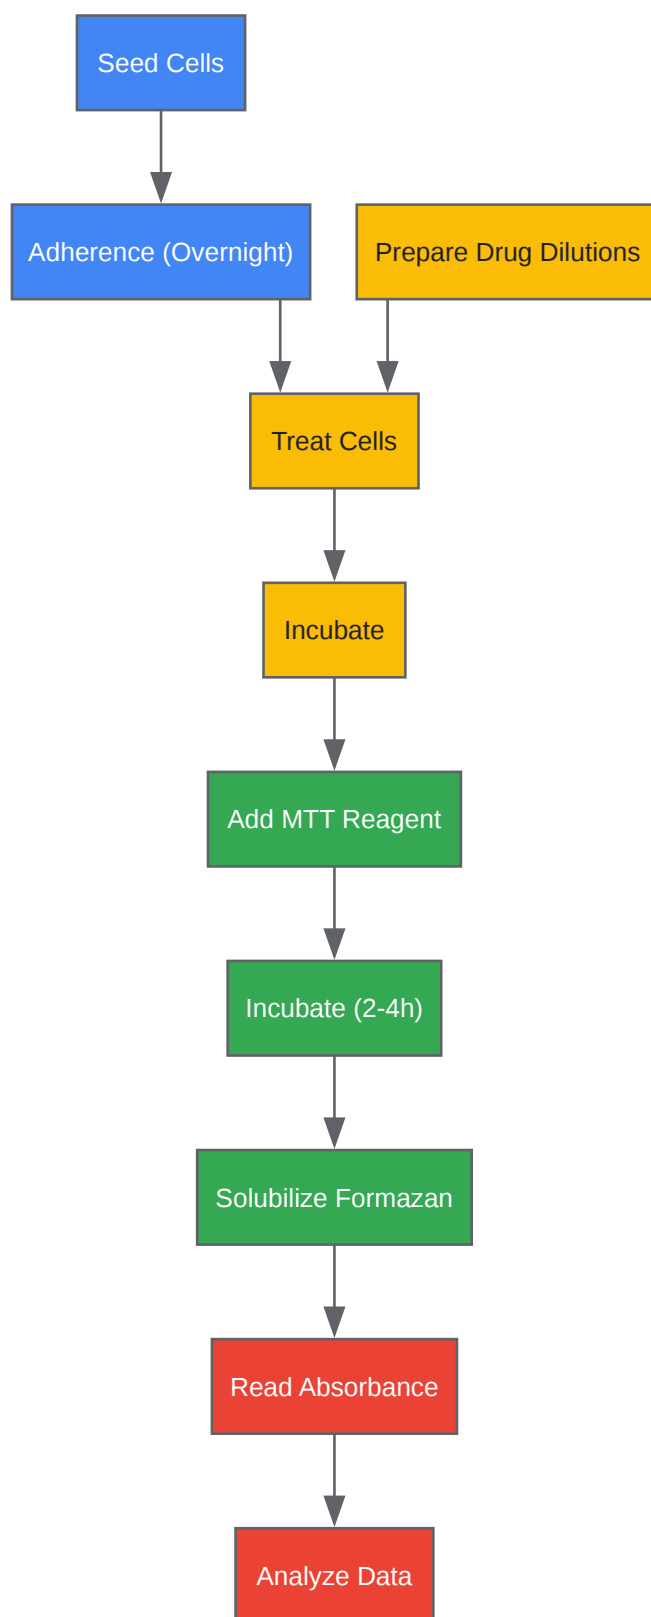 Seed Cells
Adherence (Overnight)
Prepare Drug Dilutions
Treat Cells
Incubate
Add MTT Reagent
Incubate (2-4h)
Solubilize Formazan
Read Absorbance
Analyze Data